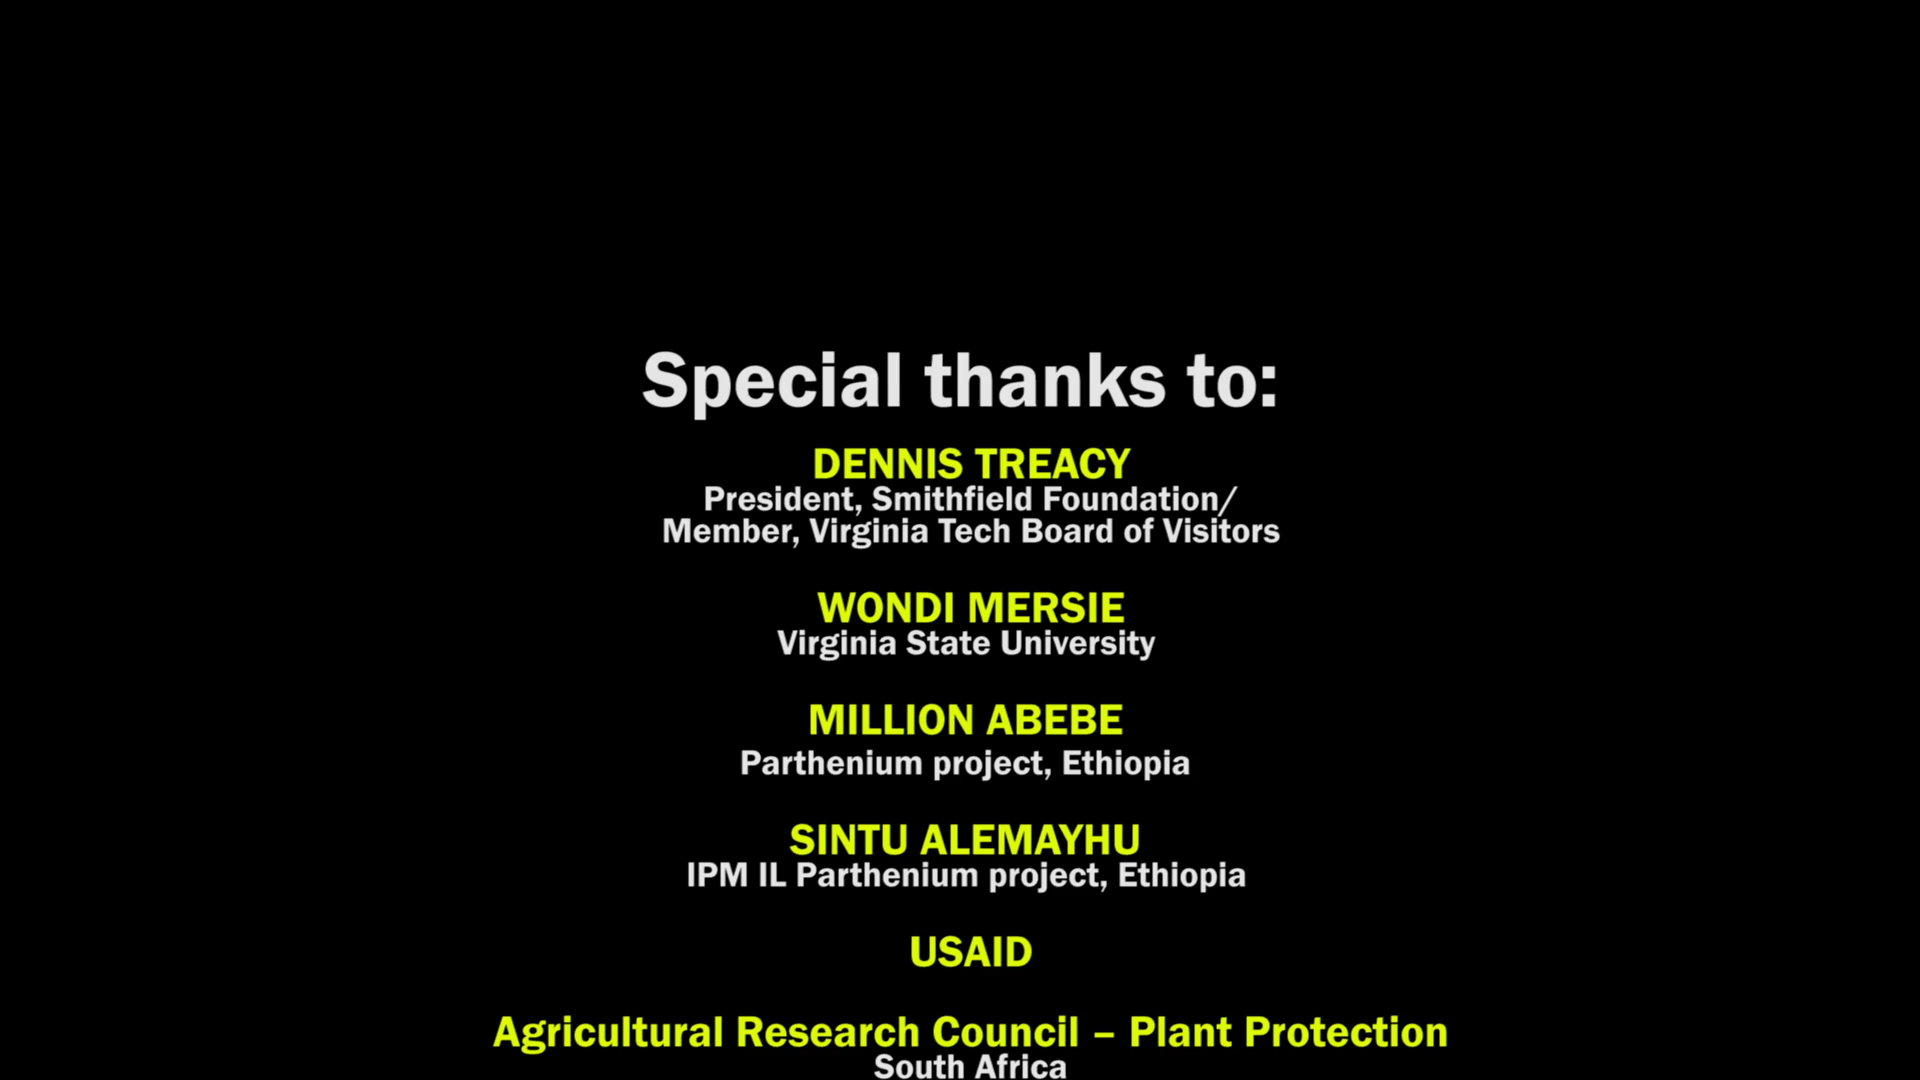 Special thanks to:
DENNIS TREACY
President, Smithfield Foundation/
Member, Virginia Tech Board of Visitors
WONDI MERSIE
Virginia State University
MILLION ABEBE
Parthenium project, Ethiopia
SINTU ALEMAYHU
IPM IL Parthenium project, Ethiopia
USAID
Agricultural Research Council – Plant Protection
South Africa